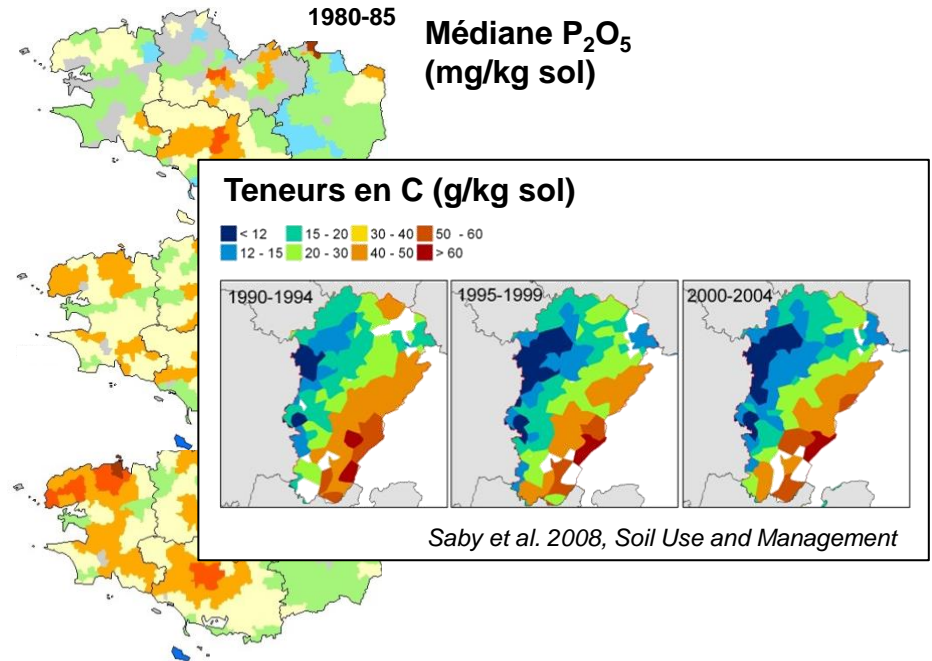 1980-85
Médiane P₂O₅
(mg/kg sol)
Teneurs en C (g/kg sol)
< 12 15 - 20 30 - 40 50 - 60
12 - 15 20 - 30 40 - 50 > 60
1990-1994 1995-1999 2000-2004
Saby et al. 2008, Soil Use and Management